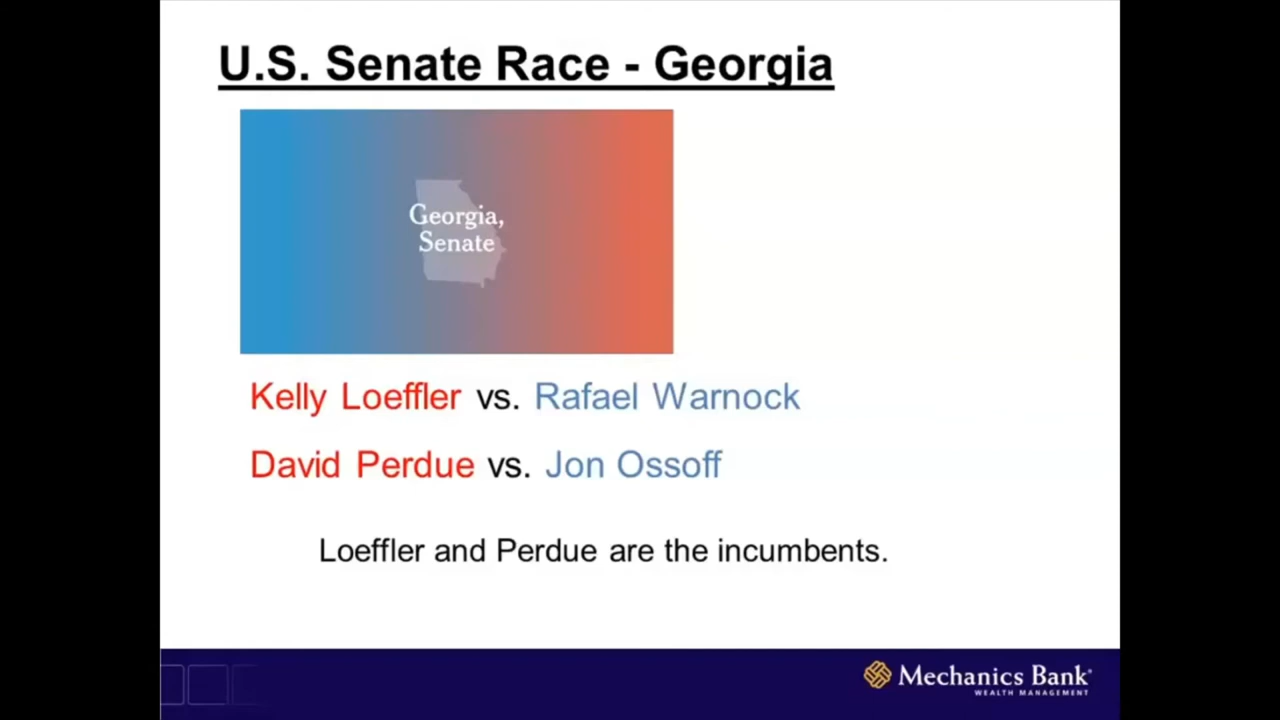 U.S. Senate Race - Georgia
Georgia,
Senate
Kelly Loeffler vs. Rafael Warnock
David Perdue vs. Jon Ossoff
Loeffler and Perdue are the incumbents.
Mechanics Bank
WEALTH MANAGEMENT